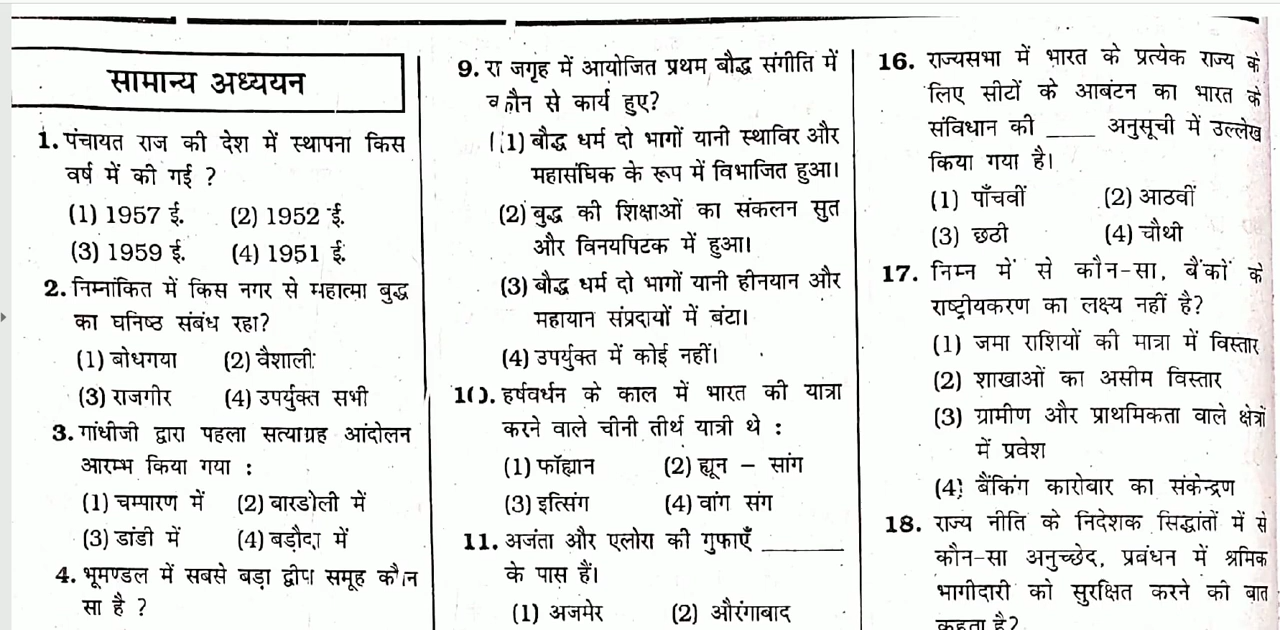 सामान्य अध्ययन
1. पंचायत राज की देश में स्थापना किस
वर्ष में की गई ?
(1) 1957 ई. (2) 1952 ई.
(3) 1959 ई. (4) 1951 ई.
2. निम्नांकित में किस नगर से महात्मा बुद्ध
का घनिष्ठ संबंध रहा?
(1) बोधगया (2) वैशाली
(3) राजगीर (4) उपर्युक्त सभी
3. गांधीजी द्वारा पहला सत्याग्रह आंदोलन
आरम्भ किया गया :
(1) चम्पारण में (2) बारडोली में
(3) डांडी में (4) बड़ौदा में
4. भूमण्डल में सबसे बड़ा द्वीप समूह कौन
सा है ?
9. राजगृह में आयोजित प्रथम बौद्ध संगीति में
कौन से कार्य हुए?
(1) बौद्ध धर्म दो भागों यानी स्थाविर और
महासंघिक के रूप में विभाजित हुआ।
(2) बुद्ध की शिक्षाओं का संकलन सुत
और विनयपिटक में हुआ।
(3) बौद्ध धर्म दो भागों यानी हीनयान और
महायान संप्रदायों में बंटा।
(4) उपर्युक्त में कोई नहीं।
10. हर्षवर्धन के काल में भारत की यात्रा
करने वाले चीनी तीर्थ यात्री थे :
(1) फॉह्यान (2) ह्यून – सांग
(3) इत्सिंग (4) वांग संग
11. अजंता और एलोरा की गुफाएँ ______
के पास हैं।
(1) अजमेर (2) औरंगाबाद
16. राज्यसभा में भारत के प्रत्येक राज्य के
लिए सीटों के आबंटन का भारत के
संविधान की ____ अनुसूची में उल्लेख
किया गया है।
(1) पाँचवीं (2) आठवीं
(3) छठी (4) चौथी
17. निम्न में से कौन-सा, बैंकों के
राष्ट्रीयकरण का लक्ष्य नहीं है?
(1) जमा राशियों की मात्रा में विस्तार
(2) शाखाओं का असीम विस्तार
(3) ग्रामीण और प्राथमिकता वाले क्षेत्रों
में प्रवेश
(4) बैंकिंग कारोबार का संकेन्द्रण
18. राज्य नीति के निदेशक सिद्धांतों में से
कौन-सा अनुच्छेद, प्रवंधन में श्रमिक
भागीदारी को सुरक्षित करने की बात
कहता है?